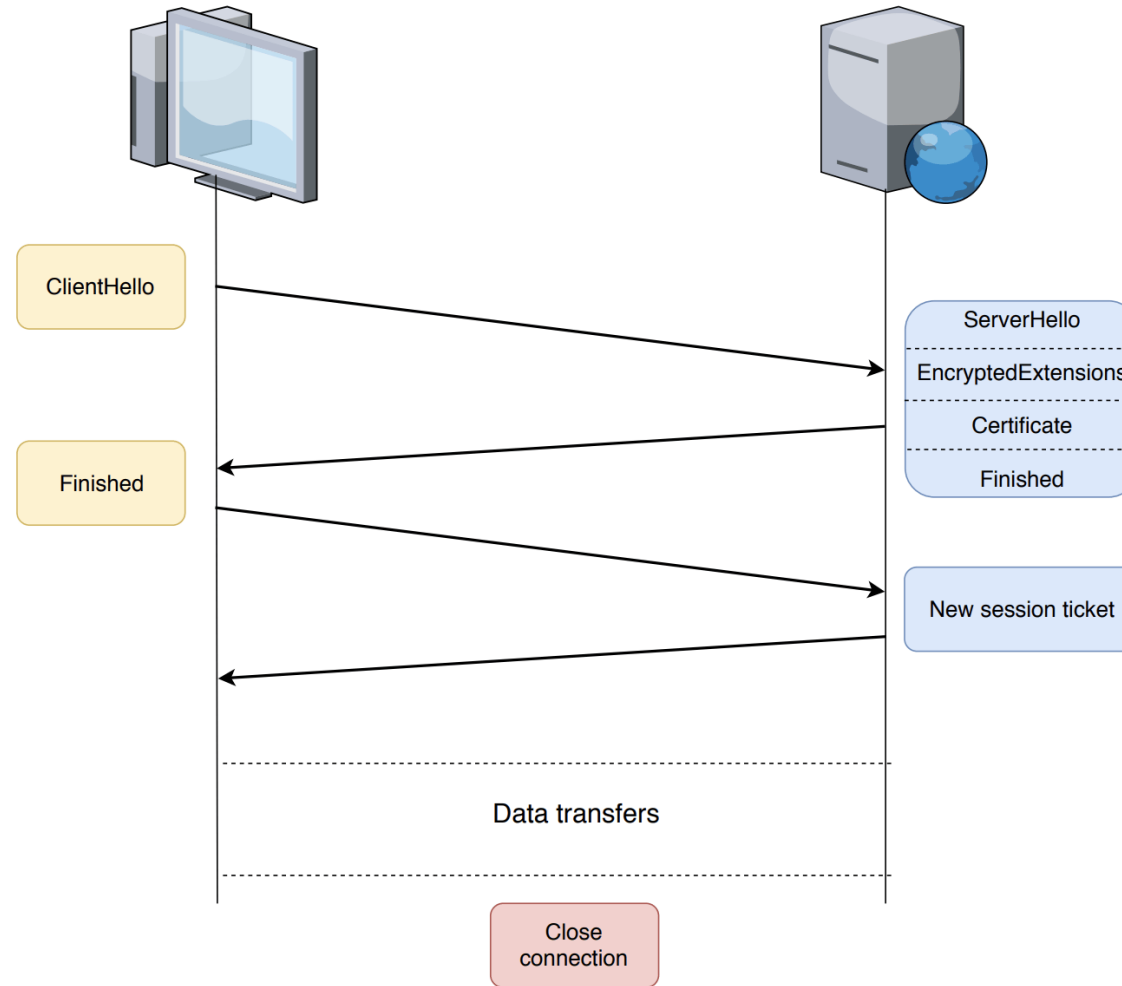 ClientHello
ServerHello
EncryptedExtensions
Certificate
Finished
Finished
New session ticket
Data transfers
Close
connection